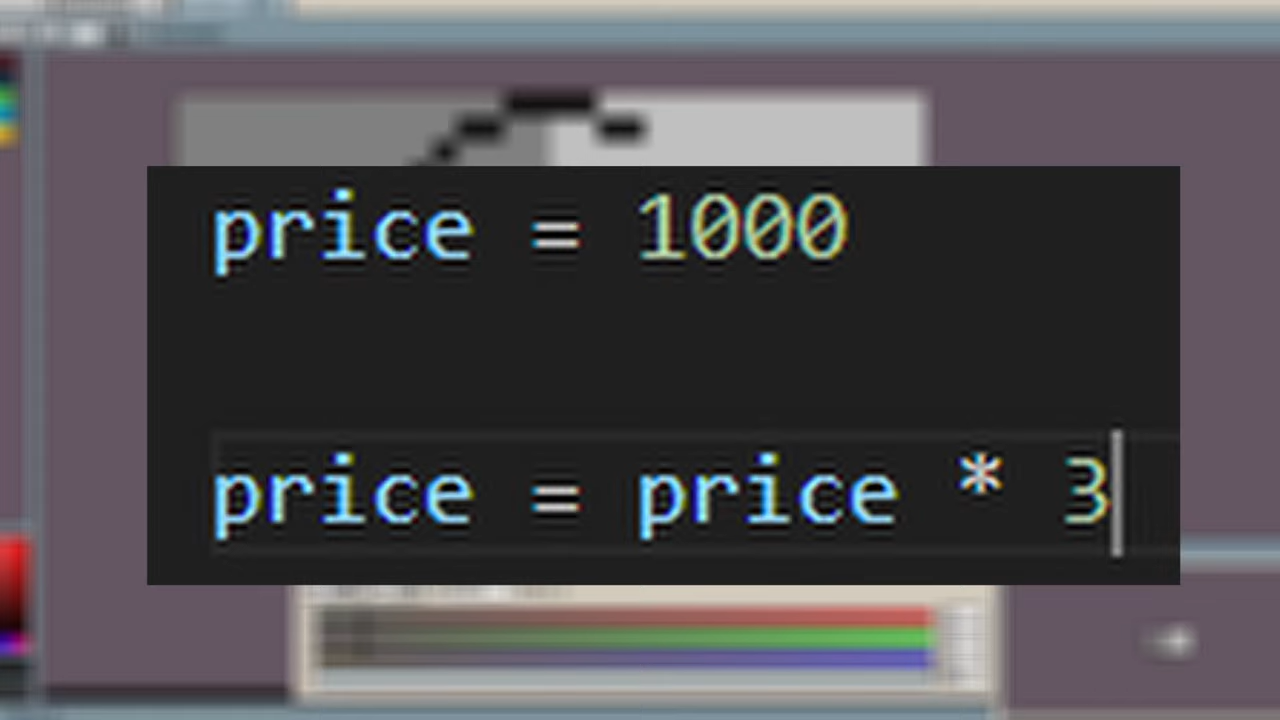 price = 1000
price = price * 3